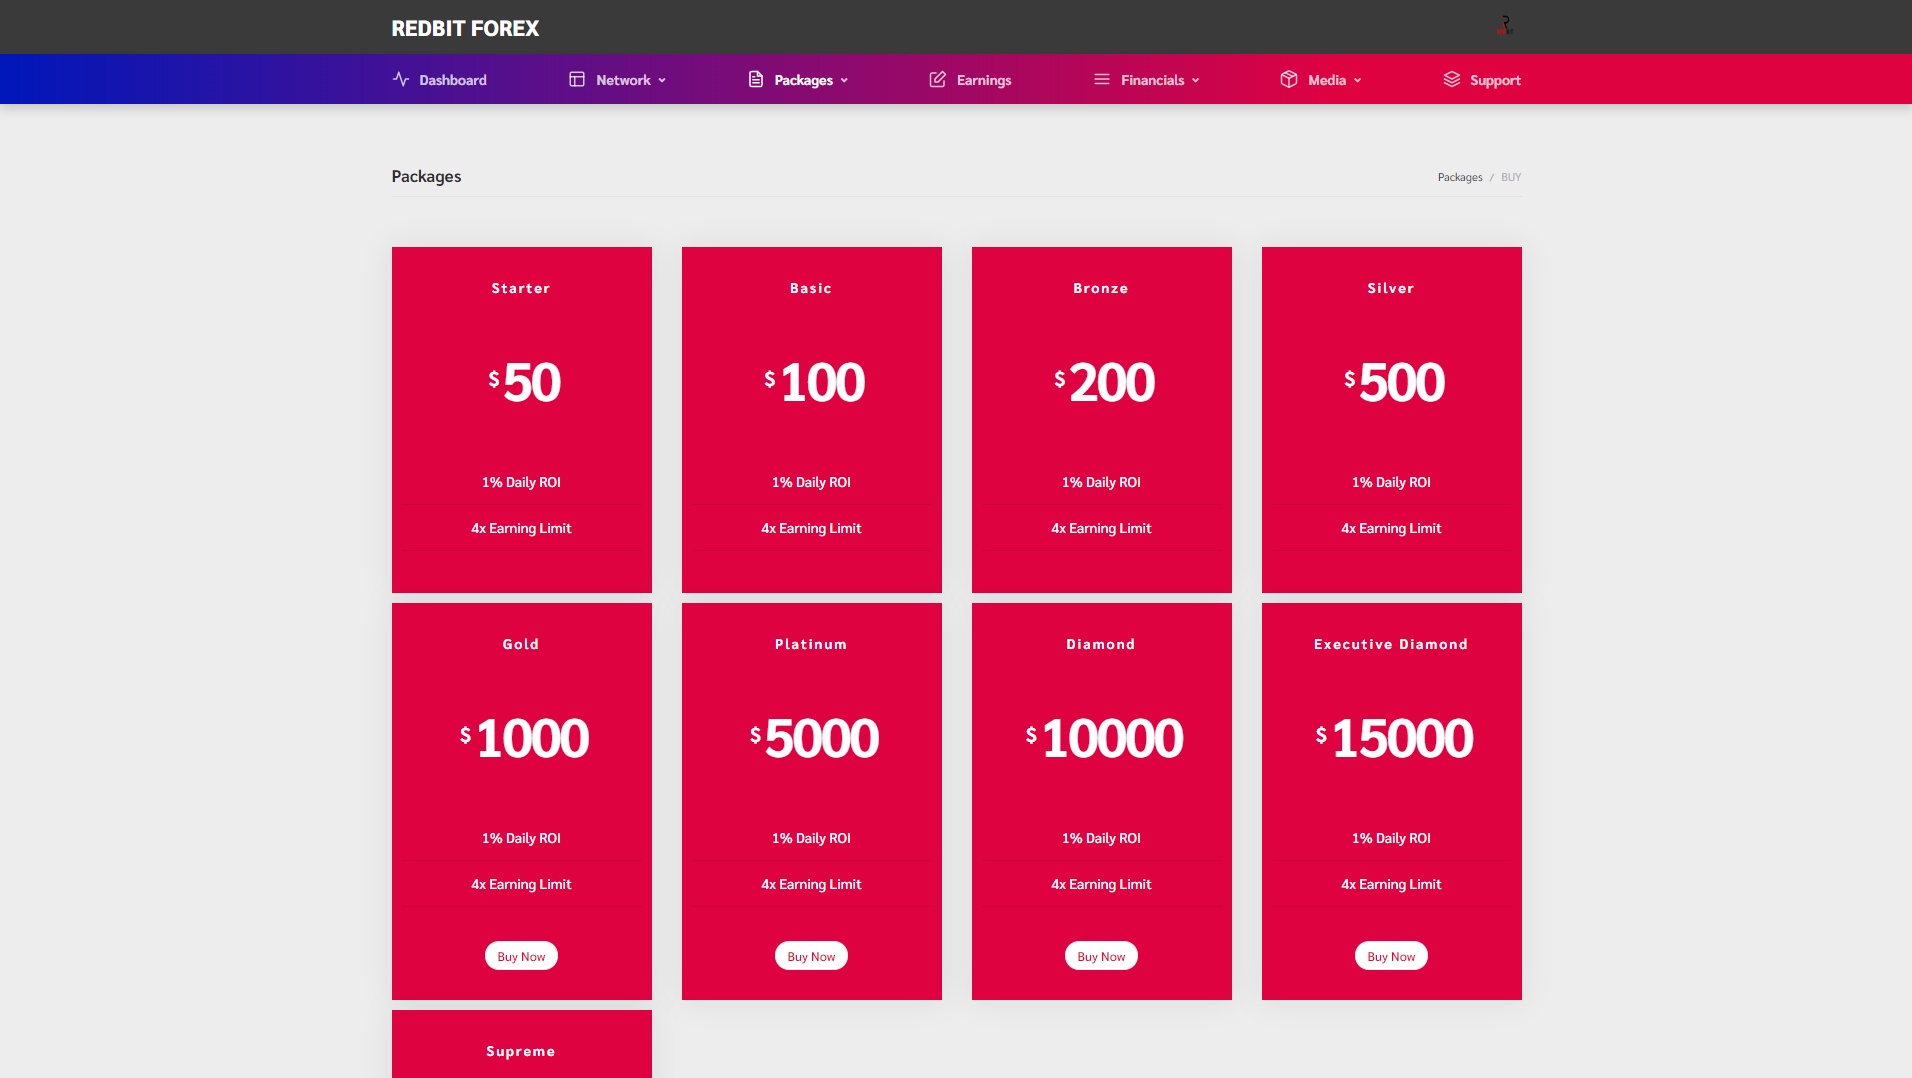 REDBIT FOREX
Dashboard Network Packages Earnings Financials Media Support
Packages
Packages / BUY
Starter
$50
1% Daily ROI
4x Earning Limit
Basic
$100
1% Daily ROI
4x Earning Limit
Bronze
$200
1% Daily ROI
4x Earning Limit
Silver
$500
1% Daily ROI
4x Earning Limit
Gold
$1000
1% Daily ROI
4x Earning Limit
Buy Now
Platinum
$5000
1% Daily ROI
4x Earning Limit
Buy Now
Diamond
$10000
1% Daily ROI
4x Earning Limit
Buy Now
Executive Diamond
$15000
1% Daily ROI
4x Earning Limit
Buy Now
Supreme